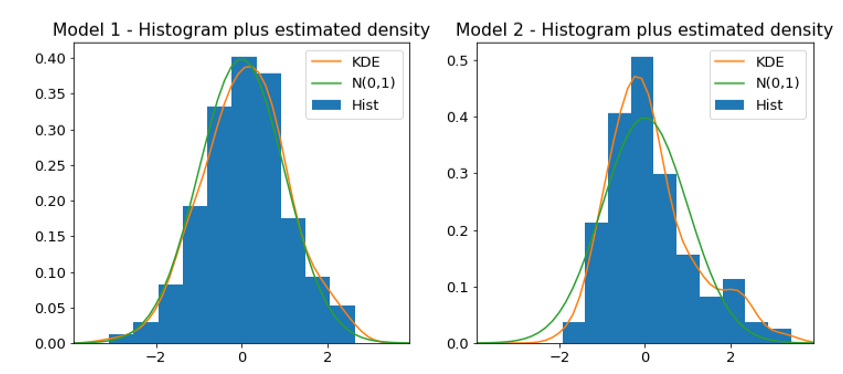 Model 1 - Histogram plus estimated density
0.40
0.35
0.30
0.25
0.20
0.15
0.10
0.05
0.00
−2
0
2
KDE
N(0,1)
Hist
Model 2 - Histogram plus estimated density
0.5
0.4
0.3
0.2
0.1
0.0
−2
0
2
KDE
N(0,1)
Hist